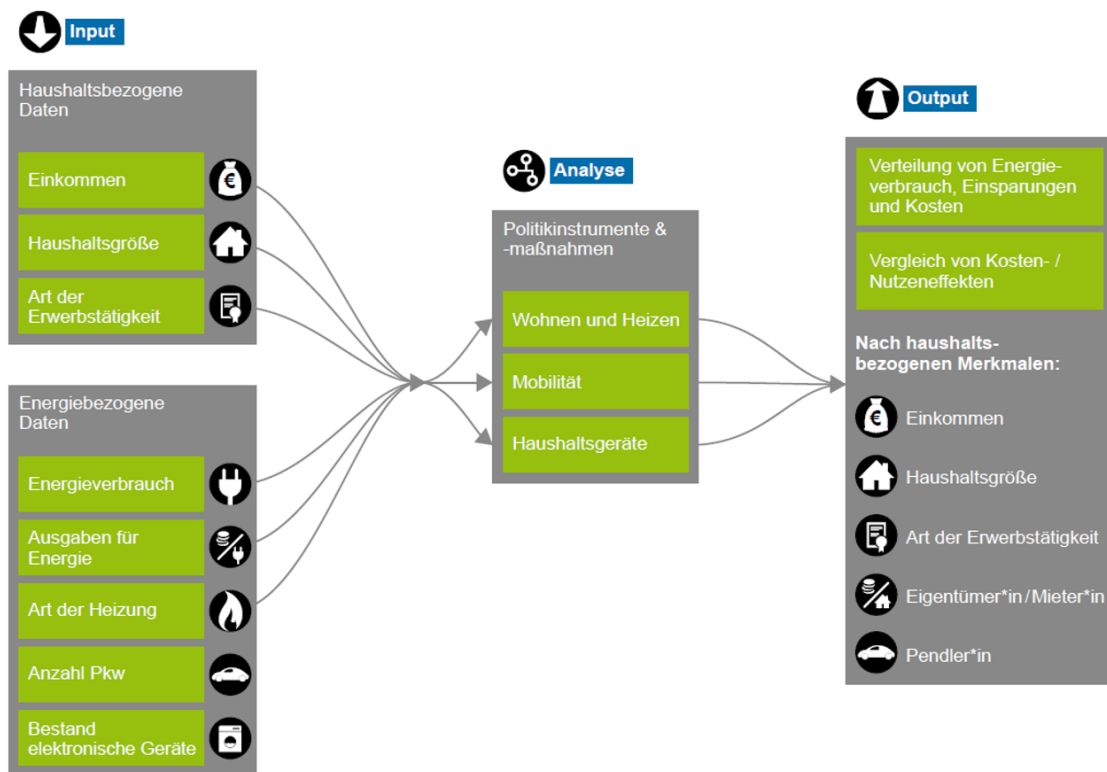 Input
Haushaltsbezogene
Daten
Einkommen
Haushaltsgröße
Art der
Erwerbstätigkeit
Energiebezogene
Daten
Energieverbrauch
Ausgaben für
Energie
Art der Heizung
Anzahl Pkw
Bestand
elektronische Geräte
Analyse
Politikinstrumente &
-maßnahmen
Wohnen und Heizen
Mobilität
Haushaltsgeräte
Output
Verteilung von Energie-
verbrauch, Einsparungen
und Kosten
Vergleich von Kosten- /
Nutzeneffekten
Nach haushalts-
bezogenen Merkmalen:
Einkommen
Haushaltsgröße
Art der Erwerbstätigkeit
Eigentümer*in/Mieter*in
Pendler*in